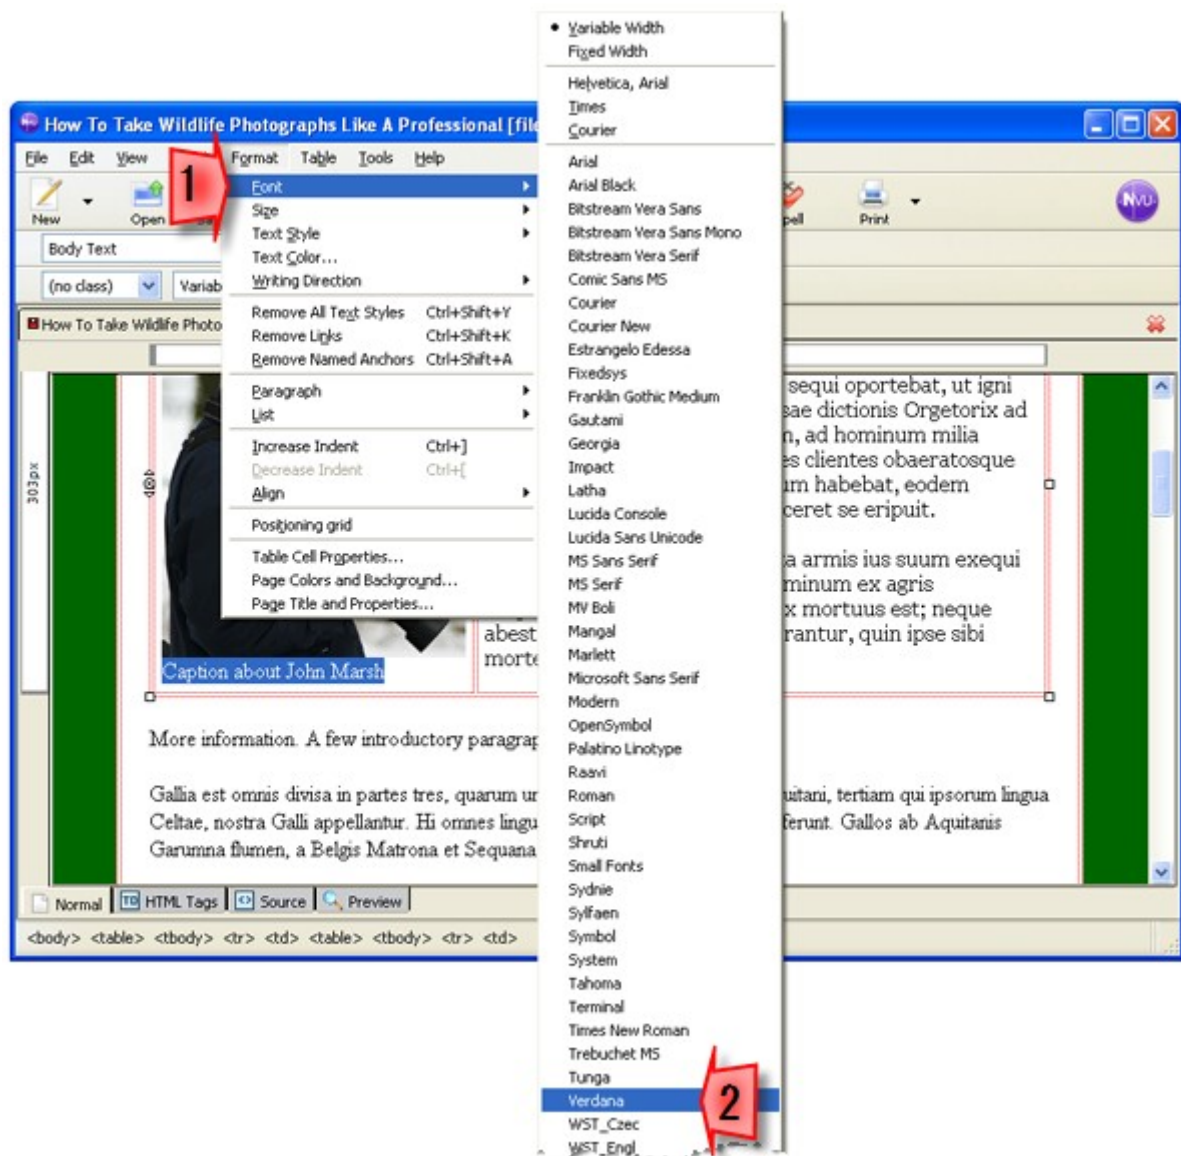 How To Take Wildlife Photographs Like A Professional [file
File Edit View Format Table Tools Help
New Open pell Print NVU
Body Text
(no class) Variab
How To Take Wildlife Photo
1
Font
Size
Text Style
Text Color...
Writing Direction
Remove All Text Styles Ctrl+Shift+Y
Remove Links Ctrl+Shift+K
Remove Named Anchors Ctrl+Shift+A
Paragraph
List
Increase Indent Ctrl+]
Decrease Indent Ctrl+[
Align
Positioning grid
Table Cell Properties...
Page Colors and Background...
Page Title and Properties...
Variable Width
Fixed Width
Helvetica, Arial
Times
Courier
Arial
Arial Black
Bitstream Vera Sans
Bitstream Vera Sans Mono
Bitstream Vera Serif
Comic Sans MS
Courier
Courier New
Estrangelo Edessa
Fixedsys
Franklin Gothic Medium
Gautami
Georgia
Impact
Latha
Lucida Console
Lucida Sans Unicode
MS Sans Serif
MS Serif
MV Boli
Mangal
Marlett
Microsoft Sans Serif
Modern
OpenSymbol
Palatino Linotype
Raavi
Roman
Script
Shruti
Small Fonts
Sydnie
Sylfaen
Symbol
System
Tahoma
Terminal
Times New Roman
Trebuchet MS
Tunga
Verdana
2
WST_Czec
WST_Engl
303px
sequi oportebat, ut igni
sae dictionis Orgetorix ad
n, ad hominum milia
es clientes obaeratosque
um habebat, eodem
ceret se eripuit.
ta armis ius suum exequi
minum ex agris
x mortuus est; neque
abest rantur, quin ipse sibi
morte
Caption about John Marsh
More information. A few introductory paragrap
Gallia est omnis divisa in partes tres, quarum ur uitani, tertiam qui ipsorum lingua
Celtae, nostra Galli appellantur. Hi omnes lingu ferunt. Gallos ab Aquitanis
Garumna flumen, a Belgis Matrona et Sequana
Normal HTML Tags Source Preview
<body> <table> <tbody> <tr> <td> <table> <tbody> <tr> <td>